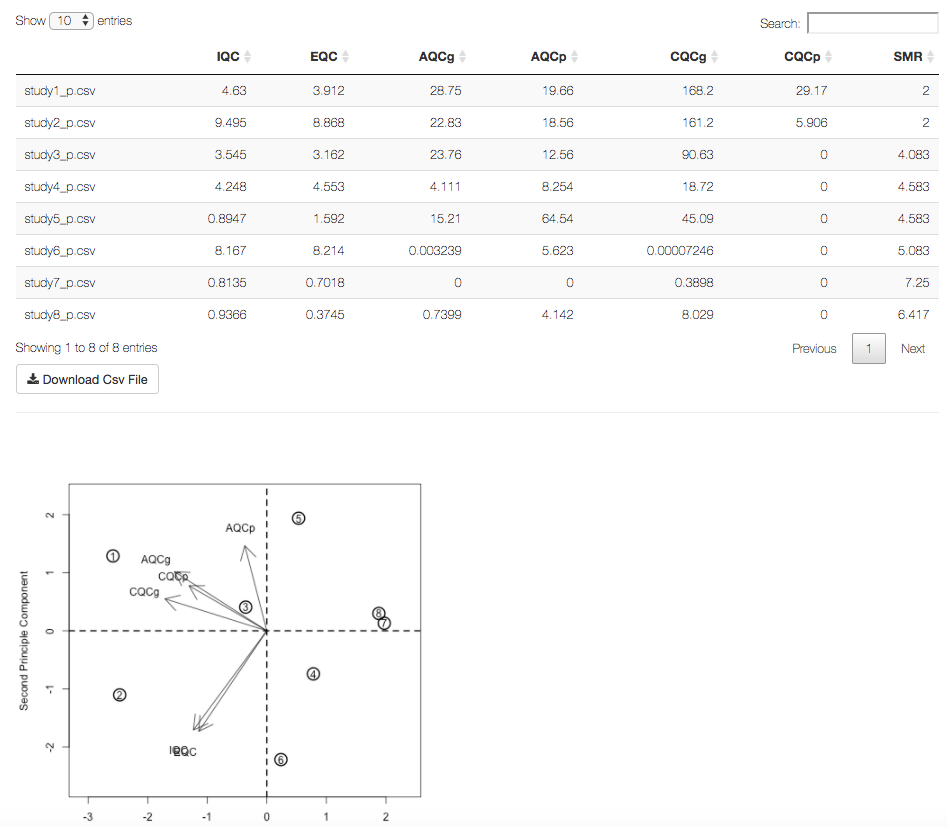 Show 10 entries
Search:
IQC EQC AQCg AQCp CQCg CQCp SMR
study1_p.csv 4.63 3.912 28.75 19.66 168.2 29.17 2
study2_p.csv 9.495 8.868 22.83 18.56 161.2 5.906 2
study3_p.csv 3.545 3.162 23.76 12.56 90.63 0 4.083
study4_p.csv 4.248 4.553 4.111 8.254 18.72 0 4.583
study5_p.csv 0.8947 1.592 15.21 64.54 45.09 0 4.583
study6_p.csv 8.167 8.214 0.003239 5.623 0.00007246 0 5.083
study7_p.csv 0.8135 0.7018 0 0 0.3898 0 7.25
study8_p.csv 0.9366 0.3745 0.7399 4.142 8.029 0 6.417
Showing 1 to 8 of 8 entries
Previous 1 Next
Download Csv File
Second Principle Component
2
1
0
-1
-2
5
AQCp
1
AQCg
CQCp
CQCg
3
8
7
4
2
IQC
EQC
6
-3 -2 -1 0 1 2